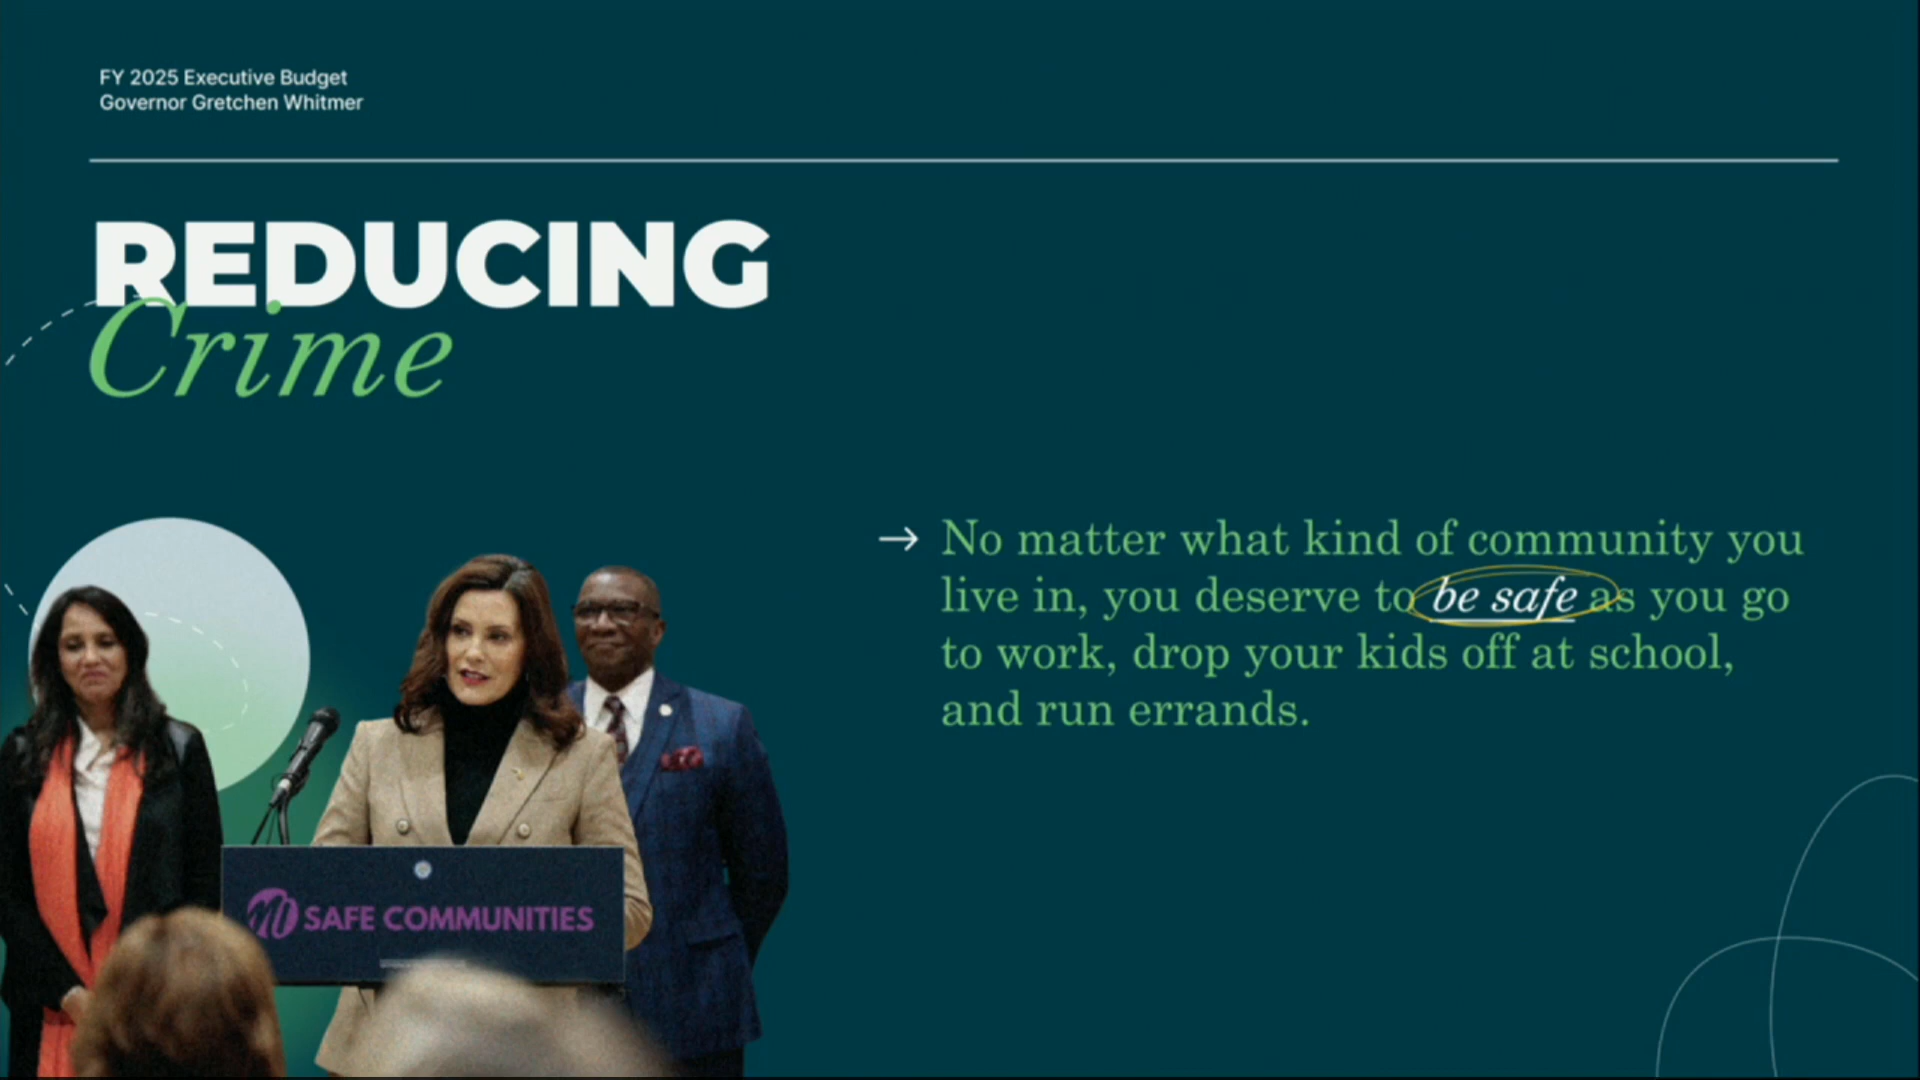 FY 2025 Executive Budget
Governor Gretchen Whitmer
REDUCING
Crime
→ No matter what kind of community you
live in, you deserve to be safe as you go
to work, drop your kids off at school,
and run errands.
MI SAFE COMMUNITIES